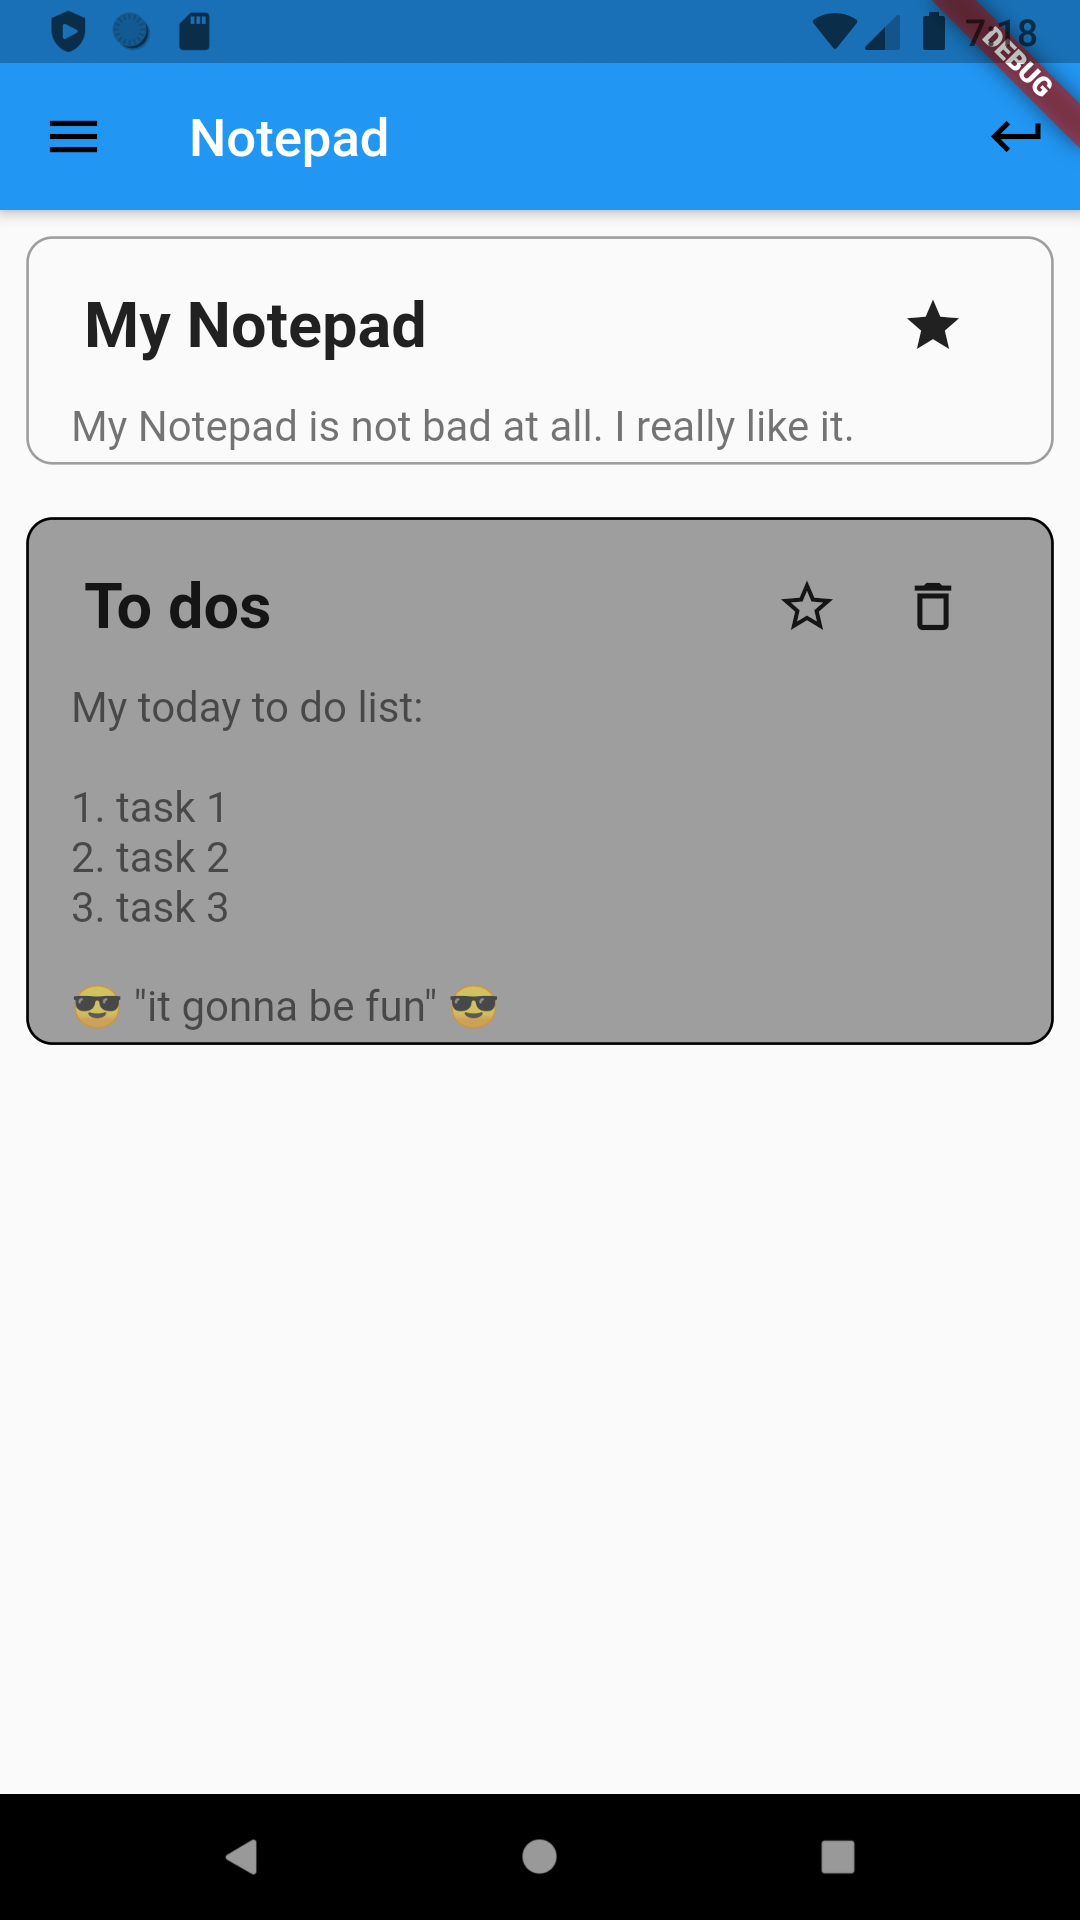 7:18
DEBUG
Notepad
My Notepad
My Notepad is not bad at all. I really like it.
To dos
My today to do list:
1. task 1
2. task 2
3. task 3
😎 "it gonna be fun" 😎